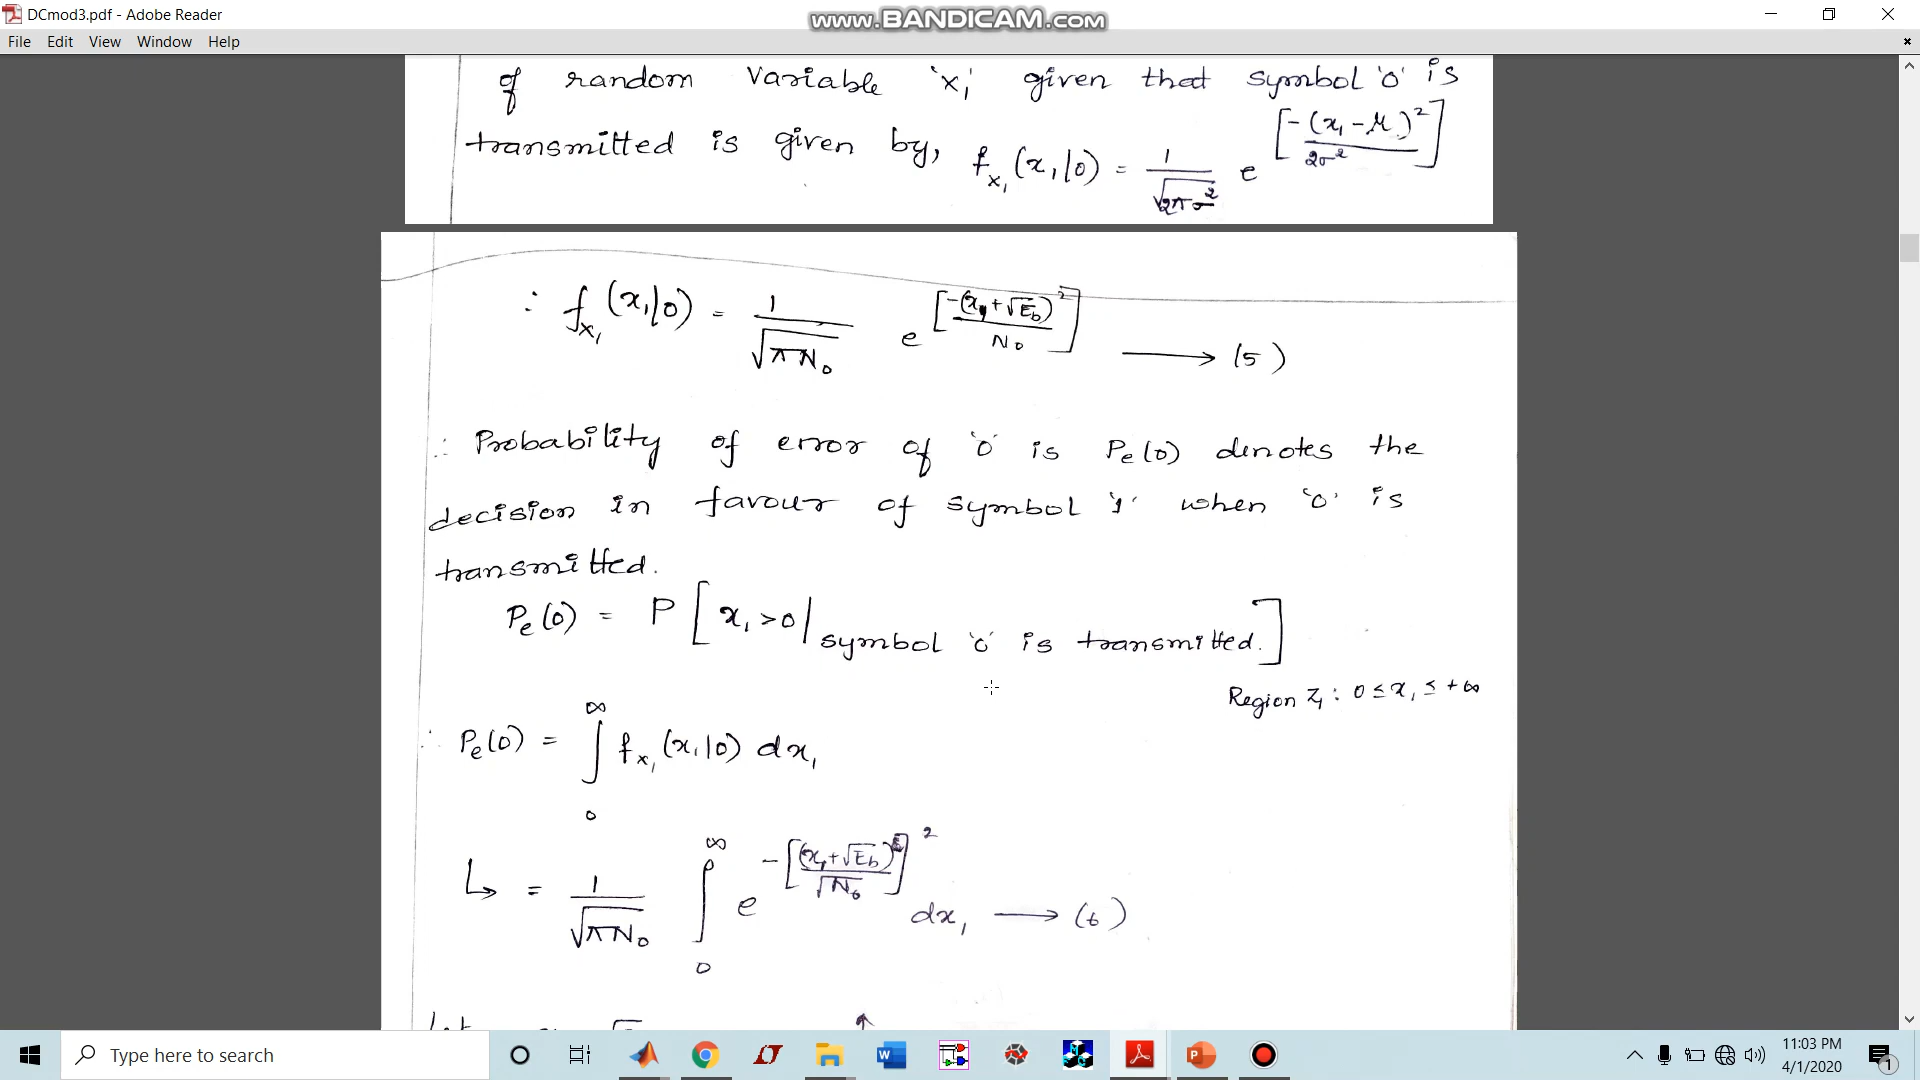 DCmod3.pdf - Adobe Reader
www.BANDICAM.com
File Edit View Window Help
of random variable 'x₁' given that symbol '0' is
transmitted is given by, f_{X₁}(x₁|0) = 1/√(2πσ²) e^[-(x₁-μ)²/2σ²]
∴ f_{X₁}(x₁|0) = 1/√(πN₀) e^[-(x₁+√E_b)²/N₀] ⟶ (5)
∴ Probability of error of '0' is Pe(0) denotes the
decision in favour of symbol '1' when '0' is
transmitted.
Pe(0) = P[x₁>0|symbol '0' is transmitted.]
Region Z₁ : 0 ≤ x₁ ≤ +∞
∴ Pe(0) = ∫₀^∞ f_{X₁}(x₁|0) dx₁
↳ = 1/√(πN₀) ∫₀^∞ e^-[(x₁+√E_b)/√N₀]² dx₁ ⟶ (6)
Let
Type here to search
11:03 PM
4/1/2020
1